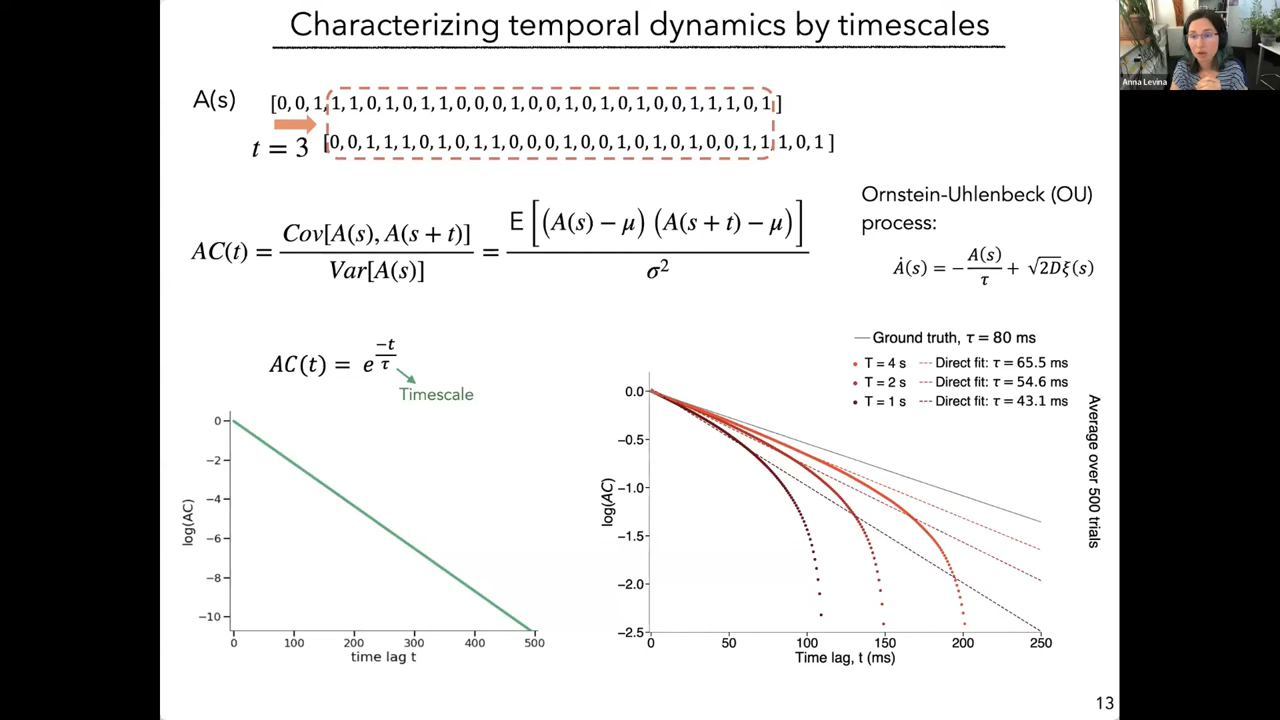 Characterizing temporal dynamics by timescales
Anna Levina
A(s)
[0, 0, 1, 1, 1, 0, 1, 0, 1, 1, 0, 0, 0, 1, 0, 0, 1, 0, 1, 0, 1, 0, 0, 1, 1, 1, 0, 1 ]
t = 3
[0, 0, 1, 1, 1, 0, 1, 0, 1, 1, 0, 0, 0, 1, 0, 0, 1, 0, 1, 0, 1, 0, 0, 1, 1, 1, 0, 1 ]
AC(t) = Cov[A(s), A(s + t)] / Var[A(s)] = E [(A(s) − μ) (A(s + t) − μ)] / σ²
Ornstein-Uhlenbeck (OU)
process:
Ȧ(s) = − A(s)/τ + √2D ξ(s)
AC(t) = e^(−t/τ)
Timescale
log(AC)
0
−2
−4
−6
−8
−10
0 100 200 300 400 500
time lag t
Ground truth, τ = 80 ms
T = 4 s Direct fit: τ = 65.5 ms
T = 2 s Direct fit: τ = 54.6 ms
T = 1 s Direct fit: τ = 43.1 ms
log(AC)
0.0
−0.5
−1.0
−1.5
−2.0
−2.5
0 50 100 150 200 250
Time lag, t (ms)
Average over 500 trials
13